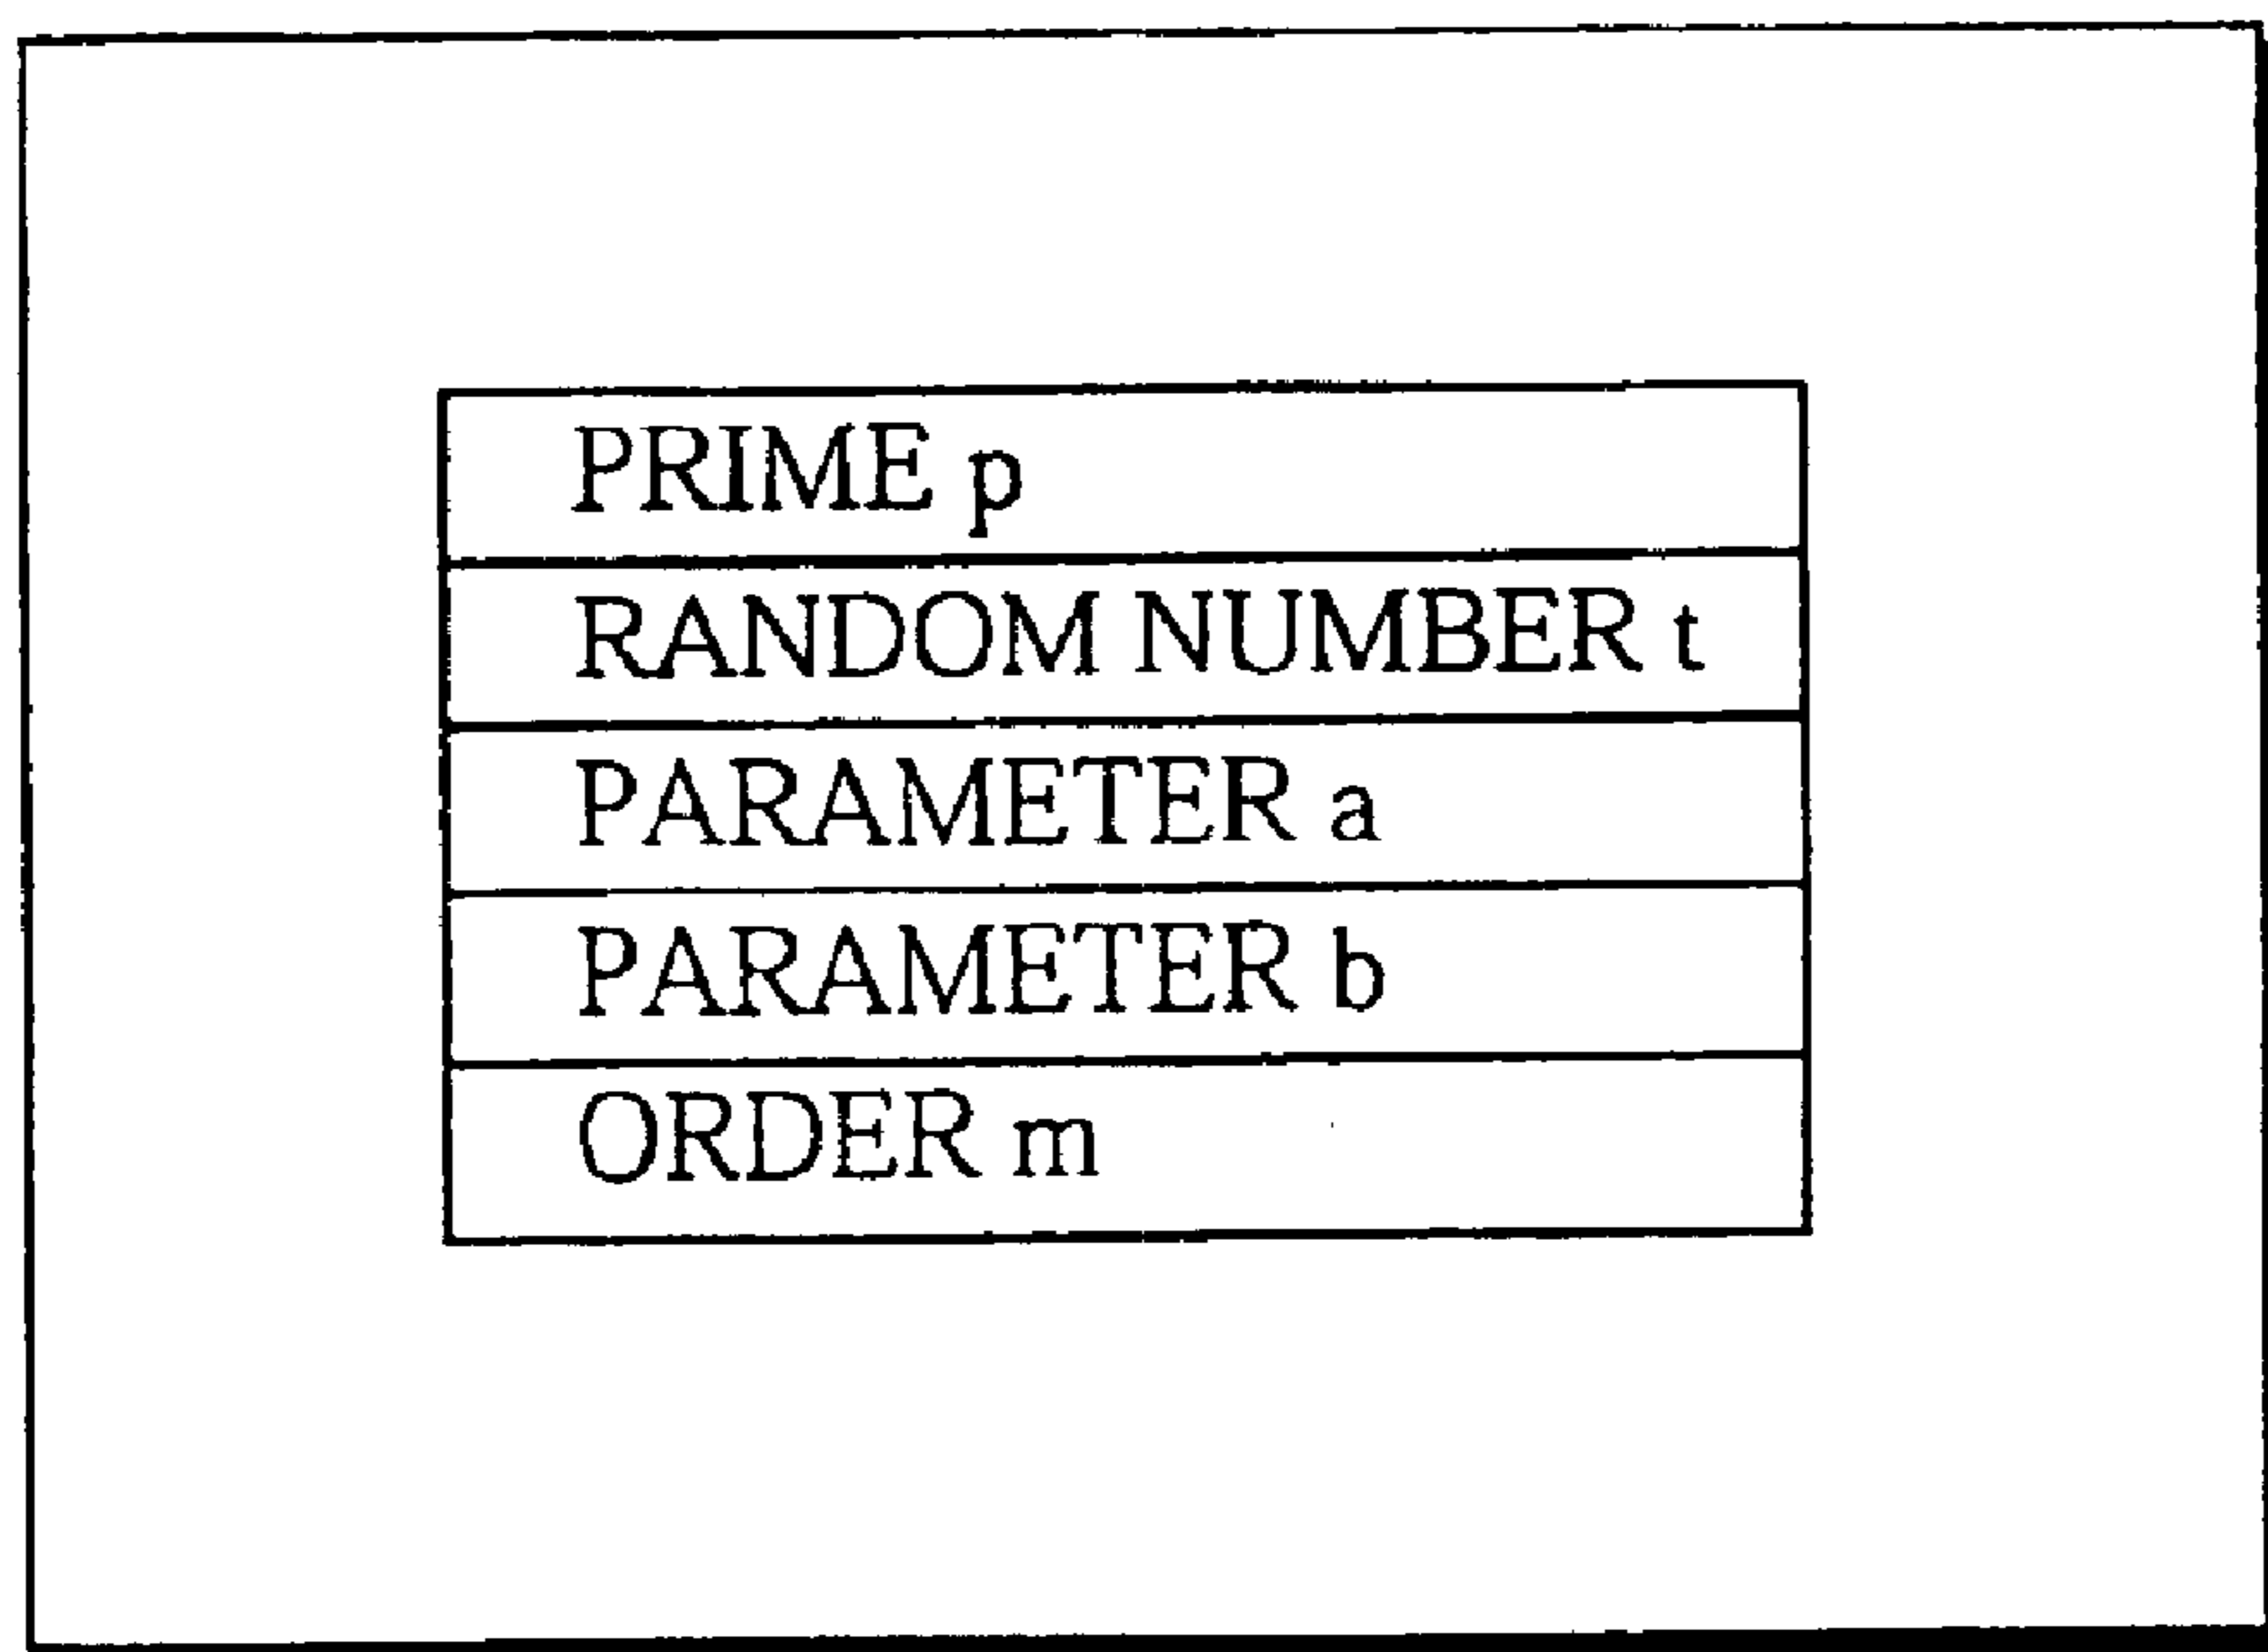 PRIME p
RANDOM NUMBER t
PARAMETER a
PARAMETER b
ORDER m